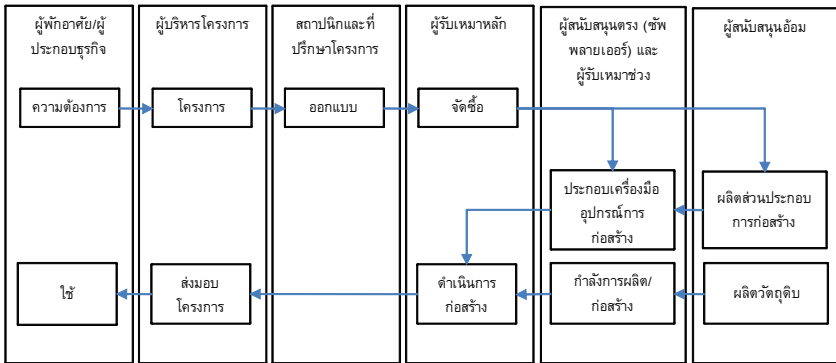 ผู้พักอาศัย/ผู้
ประกอบธุรกิจ
ผู้บริหารโครงการ
สถาปนิกและที่
ปรึกษาโครงการ
ผู้รับเหมาหลัก
ผู้สนับสนุนตรง (ซัพ
พลายเออร์) และ
ผู้รับเหมาช่วง
ผู้สนับสนุนอ้อม
ความต้องการ
โครงการ
ออกแบบ
จัดซื้อ
ประกอบเครื่องมือ
อุปกรณ์การ
ก่อสร้าง
ผลิตส่วนประกอบ
การก่อสร้าง
ใช้
ส่งมอบ
โครงการ
ดำเนินการ
ก่อสร้าง
กำลังการผลิต/
ก่อสร้าง
ผลิตวัตถุดิบ